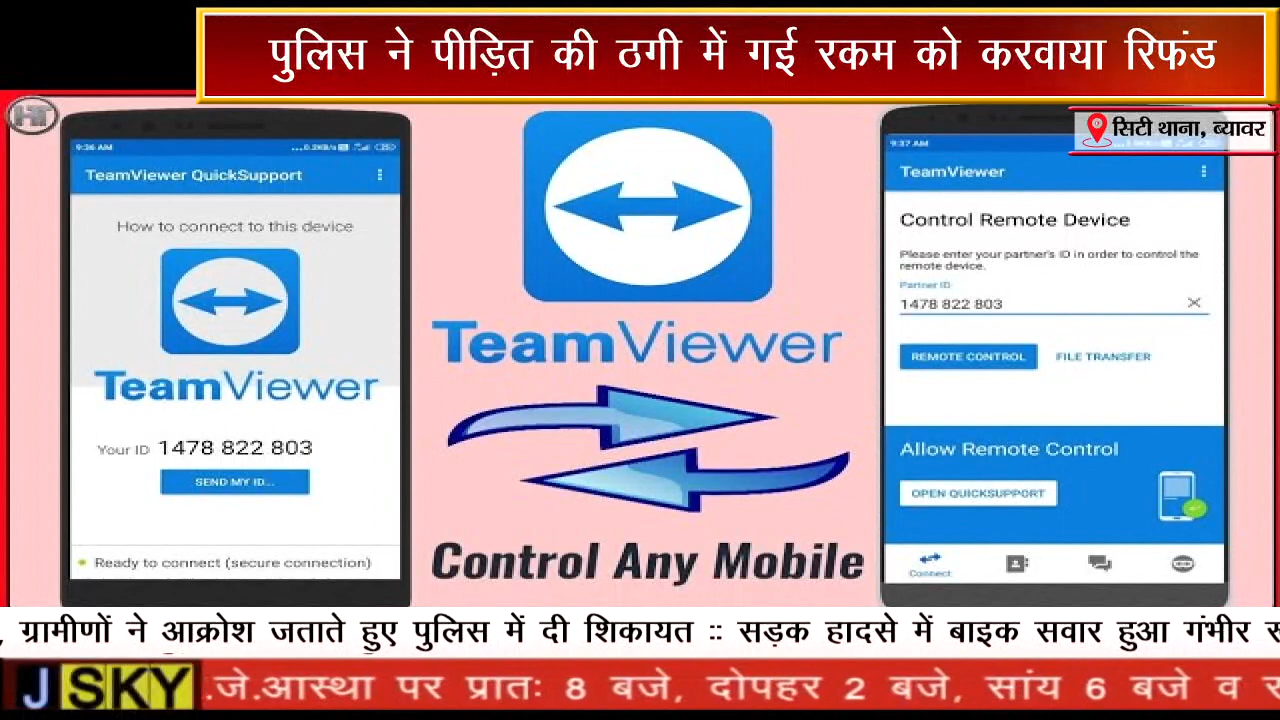 पुलिस ने पीड़ित की ठगी में गई रकम को करवाया रिफंड
HT
सिटी थाना, ब्यावर
9:36 AM
TeamViewer QuickSupport
How to connect to this device
TeamViewer
Your ID 1478 822 803
SEND MY ID...
Ready to connect (secure connection)
TeamViewer
Control Any Mobile
9:37 AM
TeamViewer
Control Remote Device
Please enter your partner's ID in order to control the
remote device.
Partner ID
1478 822 803
REMOTE CONTROL FILE TRANSFER
Allow Remote Control
OPEN QUICKSUPPORT
Connect
, ग्रामीणों ने आक्रोश जताते हुए पुलिस में दी शिकायत :: सड़क हादसे में बाइक सवार हुआ गंभीर
J SKY .जे.आस्था पर प्रातः 8 बजे, दोपहर 2 बजे, सांय 6 बजे व